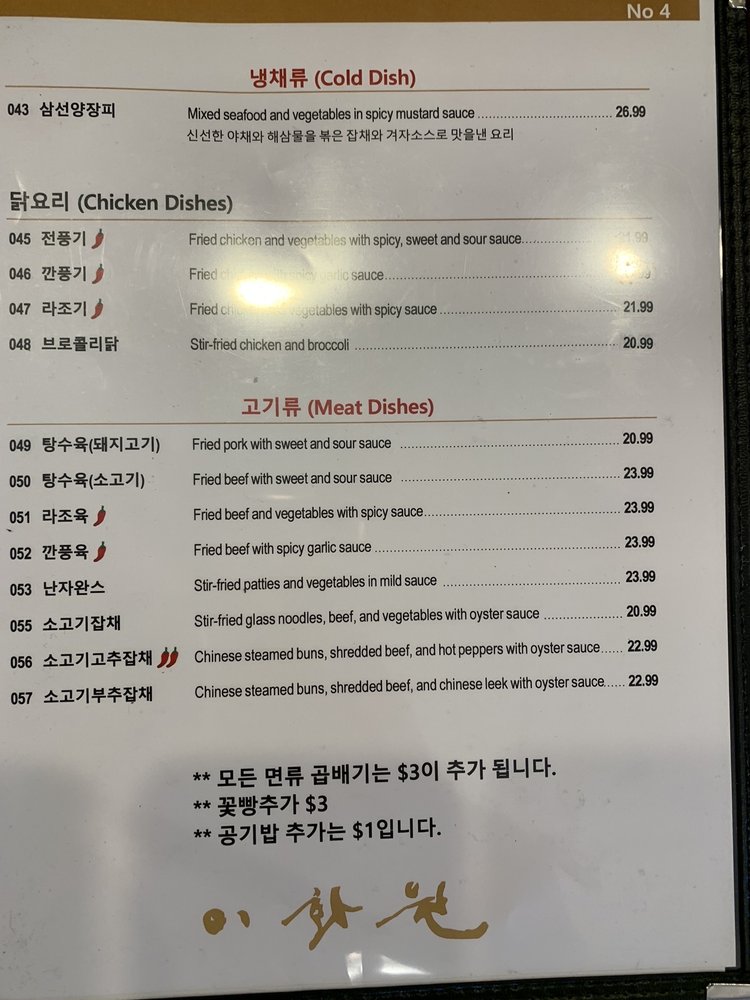 No 4
냉채류 (Cold Dish)
043 삼선양장피 Mixed seafood and vegetables in spicy mustard sauce 26.99
신선한 야채와 해삼물을 볶은 잡채와 겨자소스로 맛을낸 요리
닭요리 (Chicken Dishes)
045 전풍기 Fried chicken and vegetables with spicy, sweet and sour sauce
046 깐풍기 Fried with spicy garlic sauce
047 라조기 Fried vegetables with spicy sauce 21.99
048 브로콜리닭 Stir-fried chicken and broccoli 20.99
고기류 (Meat Dishes)
049 탕수육(돼지고기) Fried pork with sweet and sour sauce 20.99
050 탕수육(소고기) Fried beef with sweet and sour sauce 23.99
051 라조육 Fried beef and vegetables with spicy sauce 23.99
052 깐풍육 Fried beef with spicy garlic sauce 23.99
053 난자완스 Stir-fried patties and vegetables in mild sauce 23.99
055 소고기잡채 Stir-fried glass noodles, beef, and vegetables with oyster sauce 20.99
056 소고기고추잡채 Chinese steamed buns, shredded beef, and hot peppers with oyster sauce 22.99
057 소고기부추잡채 Chinese steamed buns, shredded beef, and chinese leek with oyster sauce 22.99
** 모든 면류 곱배기는 $3이 추가 됩니다.
** 꽃빵추가 $3
** 공기밥 추가는 $1입니다.
이화원